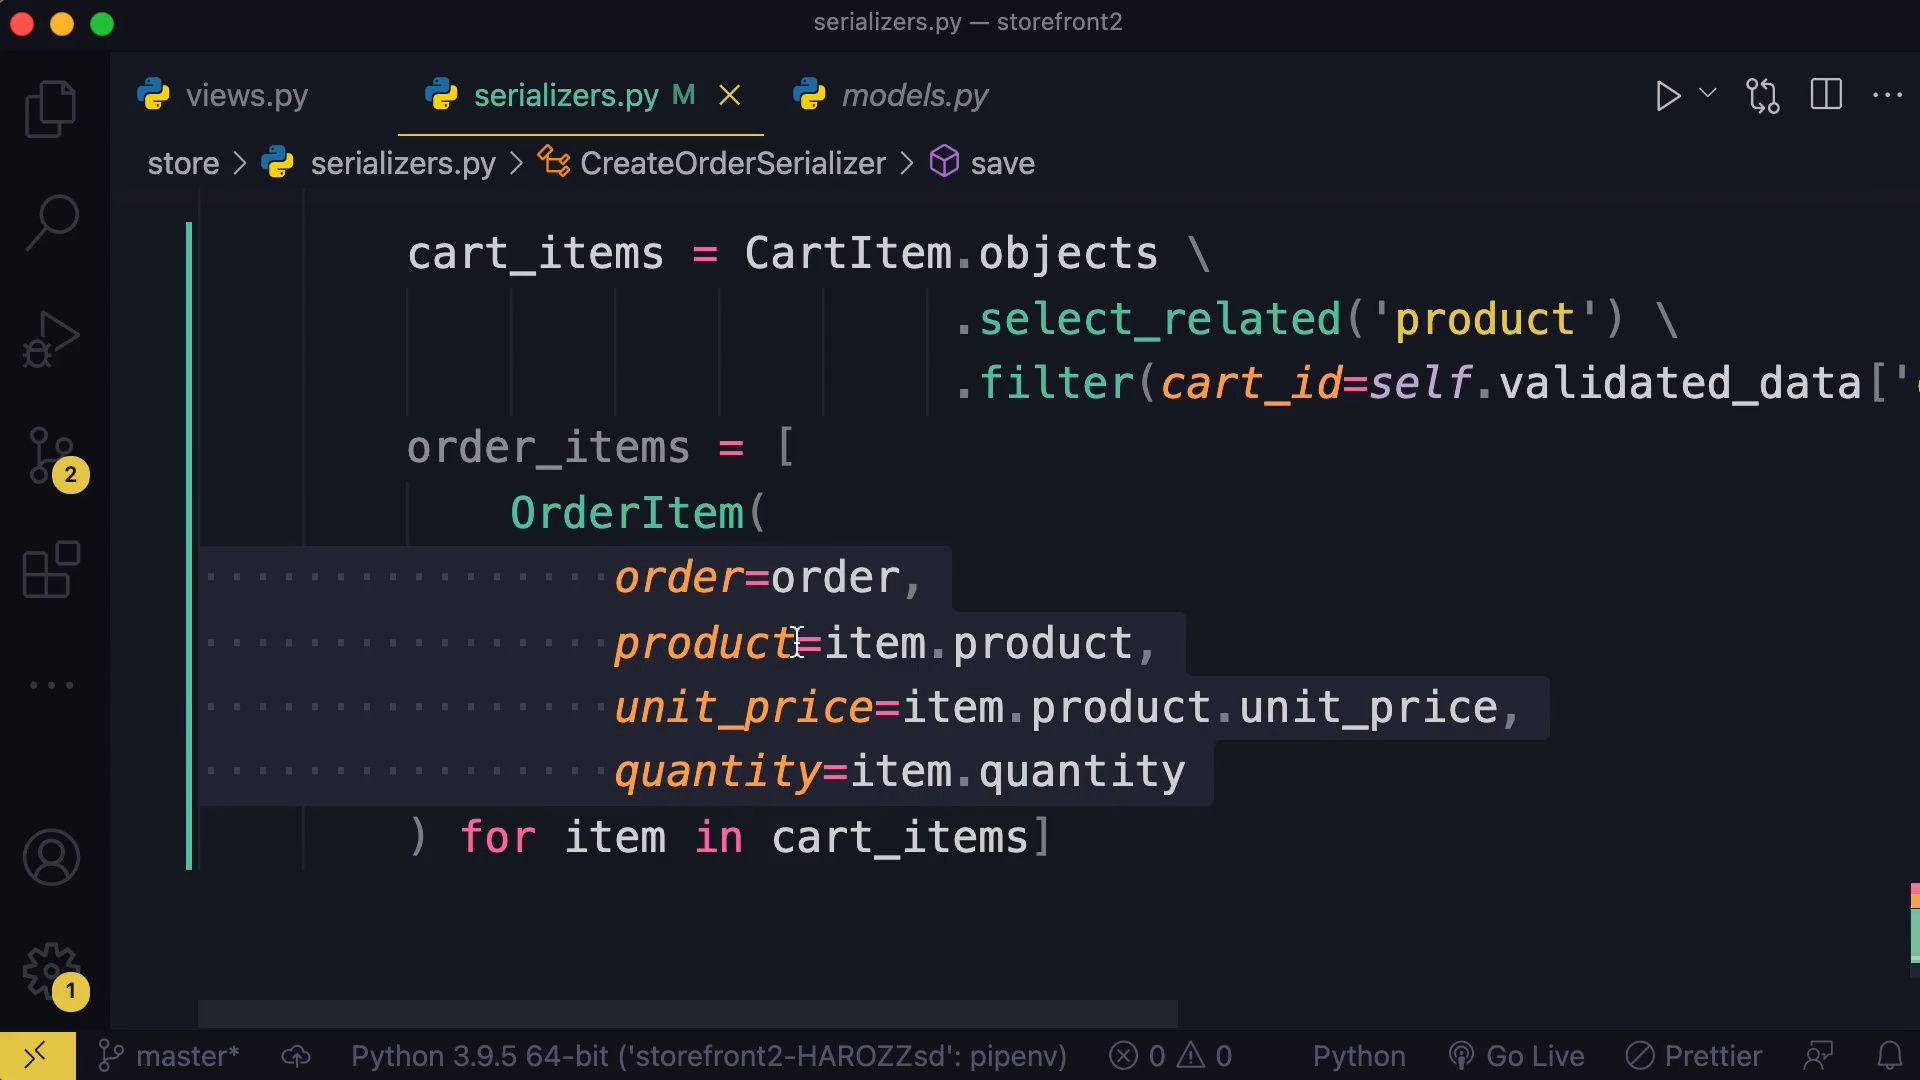 serializers.py — storefront2
views.py
serializers.py M
models.py
store > serializers.py > CreateOrderSerializer > save
cart_items = CartItem.objects \
.select_related('product') \
.filter(cart_id=self.validated_data['
order_items = [
OrderItem(
order=order,
product=item.product,
unit_price=item.product.unit_price,
quantity=item.quantity
) for item in cart_items]
2
1
master* Python 3.9.5 64-bit ('storefront2-HAROZZsd': pipenv) 0 0 Python Go Live Prettier